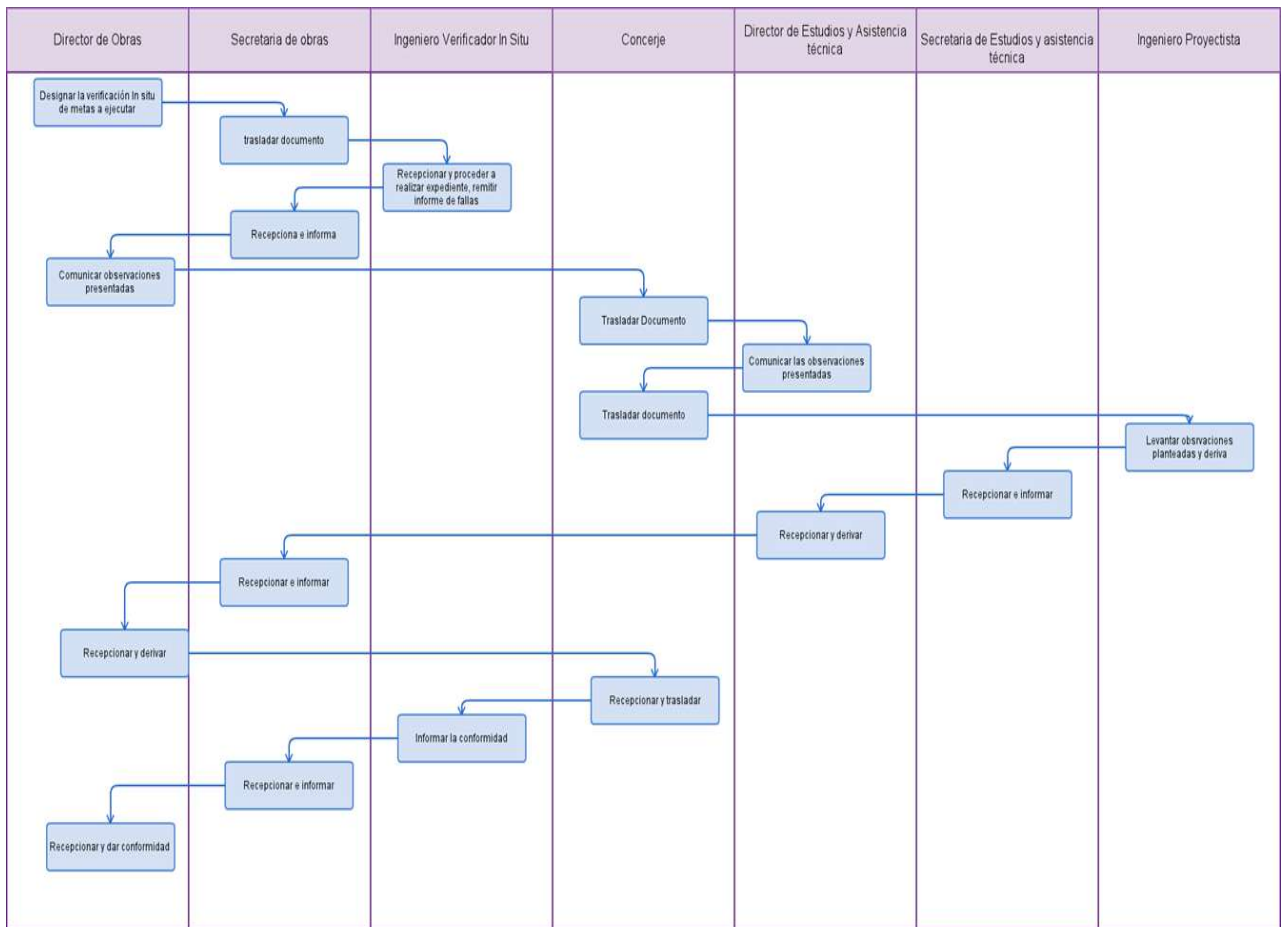 Director de Obras
Secretaria de obras
Ingeniero Verificador In Situ
Concerje
Director de Estudios y Asistencia
técnica
Secretaria de Estudios y asistencia
técnica
Ingeniero Proyectista
Designar la verificación In situ
de metas a ejecutar
trasladar documento
Recepcionar y proceder a
realizar expediente, remitir
informe de fallas
Recepciona e informa
Comunicar observaciones
presentadas
Trasladar Documento
Comunicar las observaciones
presentadas
Trasladar documento
Levantar obsrvaciones
planteadas y deriva
Recepcionar e informar
Recepcionar y derivar
Recepcionar e informar
Recepcionar y derivar
Recepcionar y trasladar
Informar la conformidad
Recepcionar e informar
Recepcionar y dar conformidad